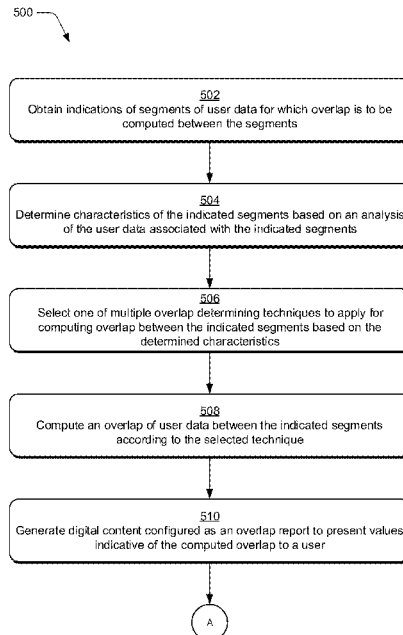 500
502
Obtain indications of segments of user data for which overlap is to be
computed between the segments
504
Determine characteristics of the indicated segments based on an analysis
of the user data associated with the indicated segments
506
Select one of multiple overlap determining techniques to apply for
computing overlap between the indicated segments based on the
determined characteristics
508
Compute an overlap of user data between the indicated segments
according to the selected technique
510
Generate digital content configured as an overlap report to present values
indicative of the computed overlap to a user
A